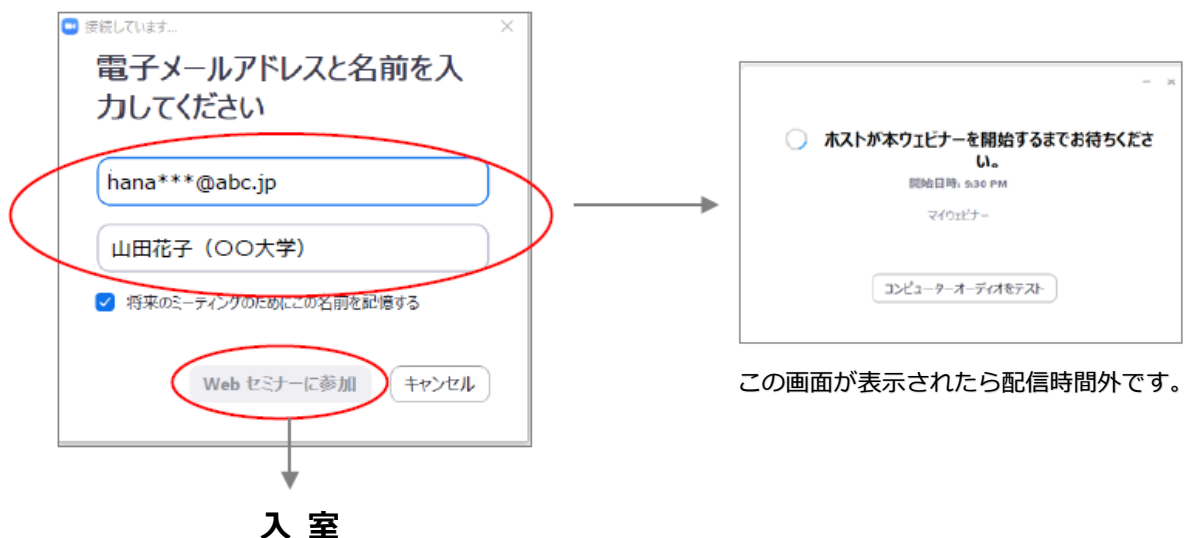 接続しています...
電子メールアドレスと名前を入
力してください
hana***@abc.jp
山田花子（〇〇大学）
将来のミーティングのためにこの名前を記憶する
Web セミナーに参加
キャンセル
入 室
ホストが本ウェビナーを開始するまでお待ちくださ
い。
開始日時: 9:30 PM
マイウェビナー
コンピューターオーディオをテスト
この画面が表示されたら配信時間外です。